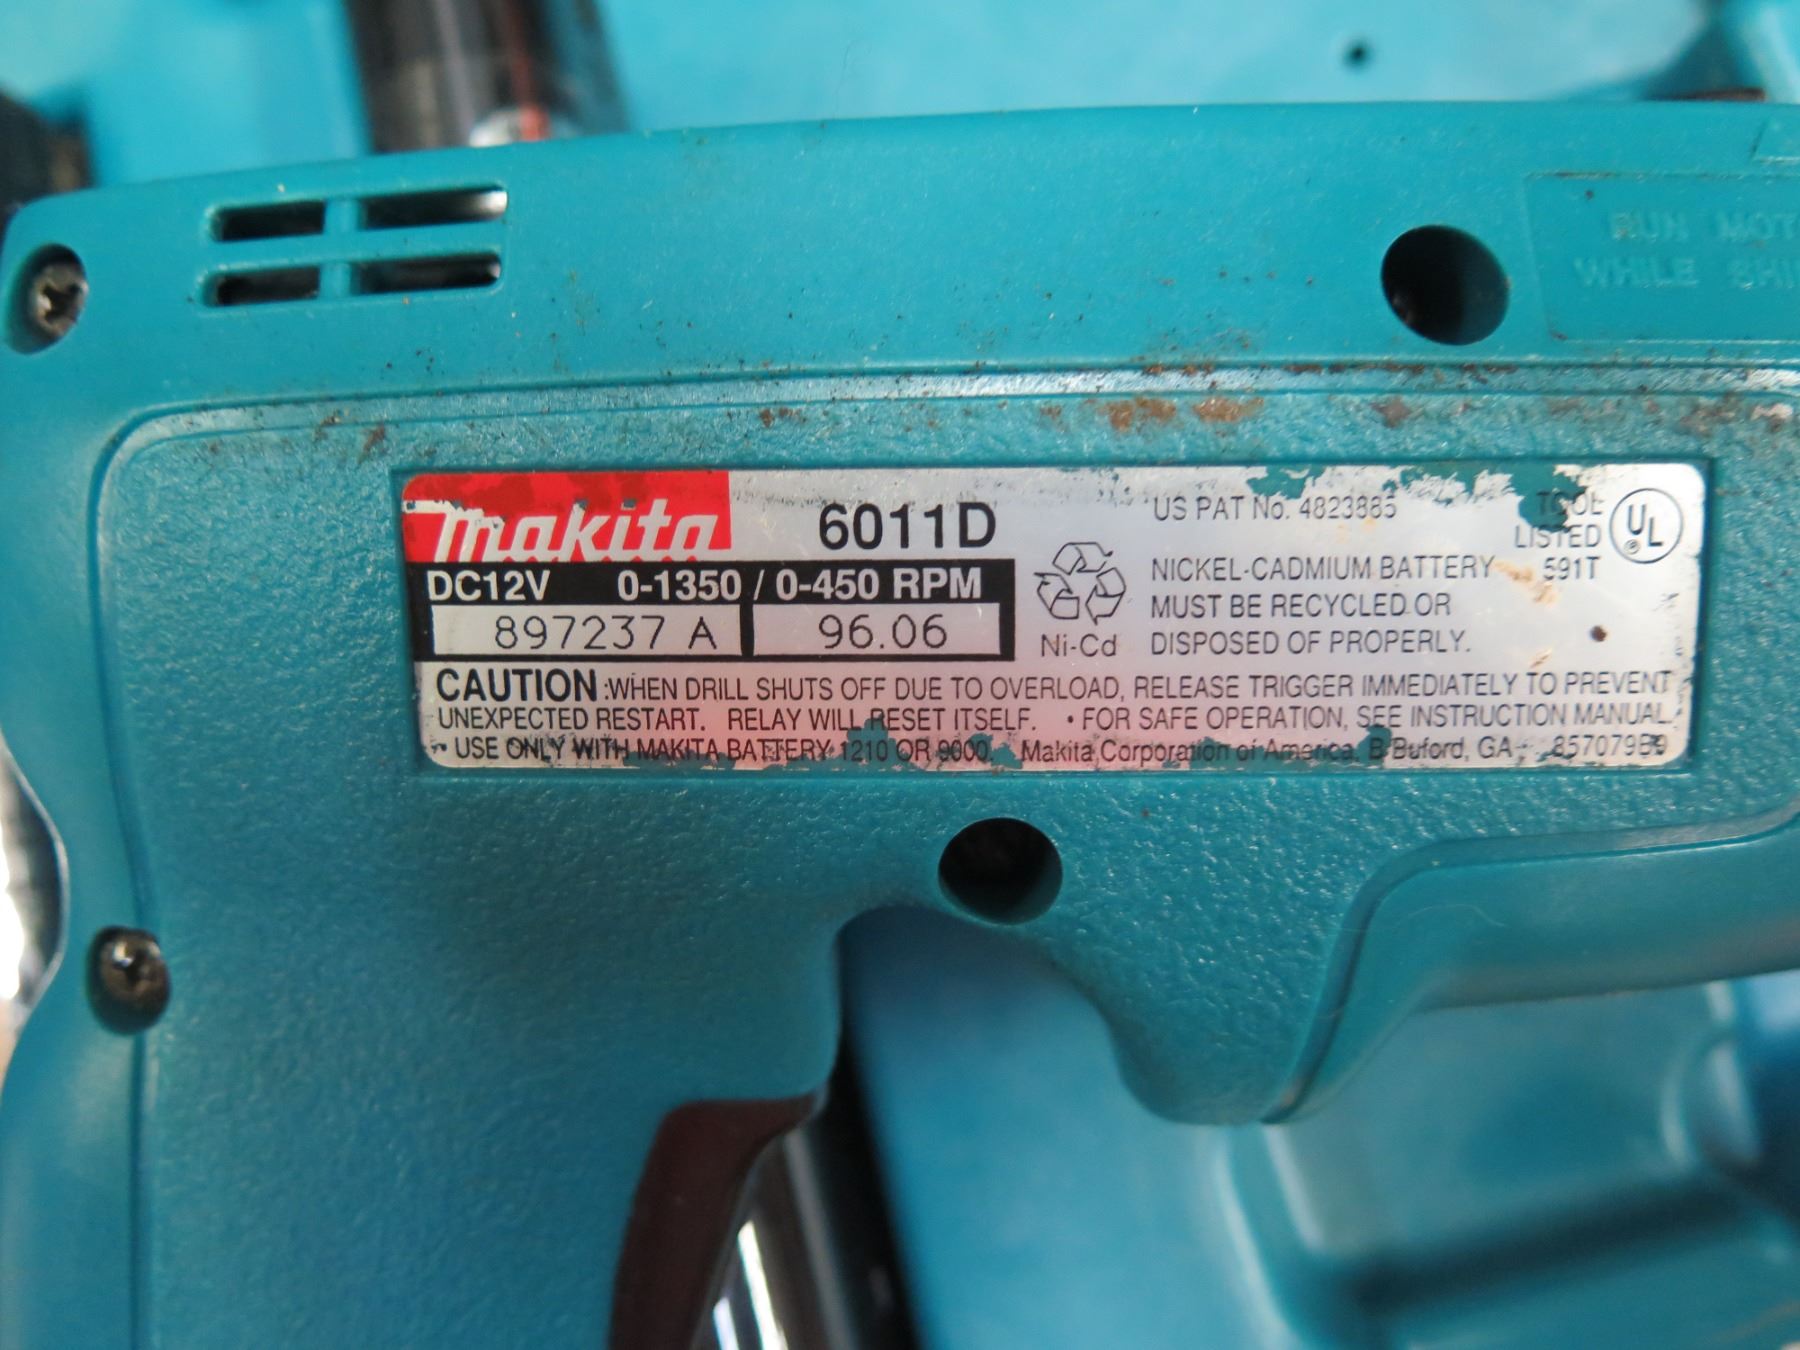 RUN MOT
WHILE SHI
makita 6011D
DC12V 0-1350 / 0-450 RPM
897237 A 96.06
Ni-Cd
US PAT No. 4823885
NICKEL-CADMIUM BATTERY
MUST BE RECYCLED OR
DISPOSED OF PROPERLY.
TOOL
LISTED
591T
UL
CAUTION :WHEN DRILL SHUTS OFF DUE TO OVERLOAD, RELEASE TRIGGER IMMEDIATELY TO PREVENT
UNEXPECTED RESTART. RELAY WILL RESET ITSELF. • FOR SAFE OPERATION, SEE INSTRUCTION MANUAL.
• USE ONLY WITH MAKITA BATTERY 1210 OR 9000. Makita Corporation of America, Buford, GA 857079B9